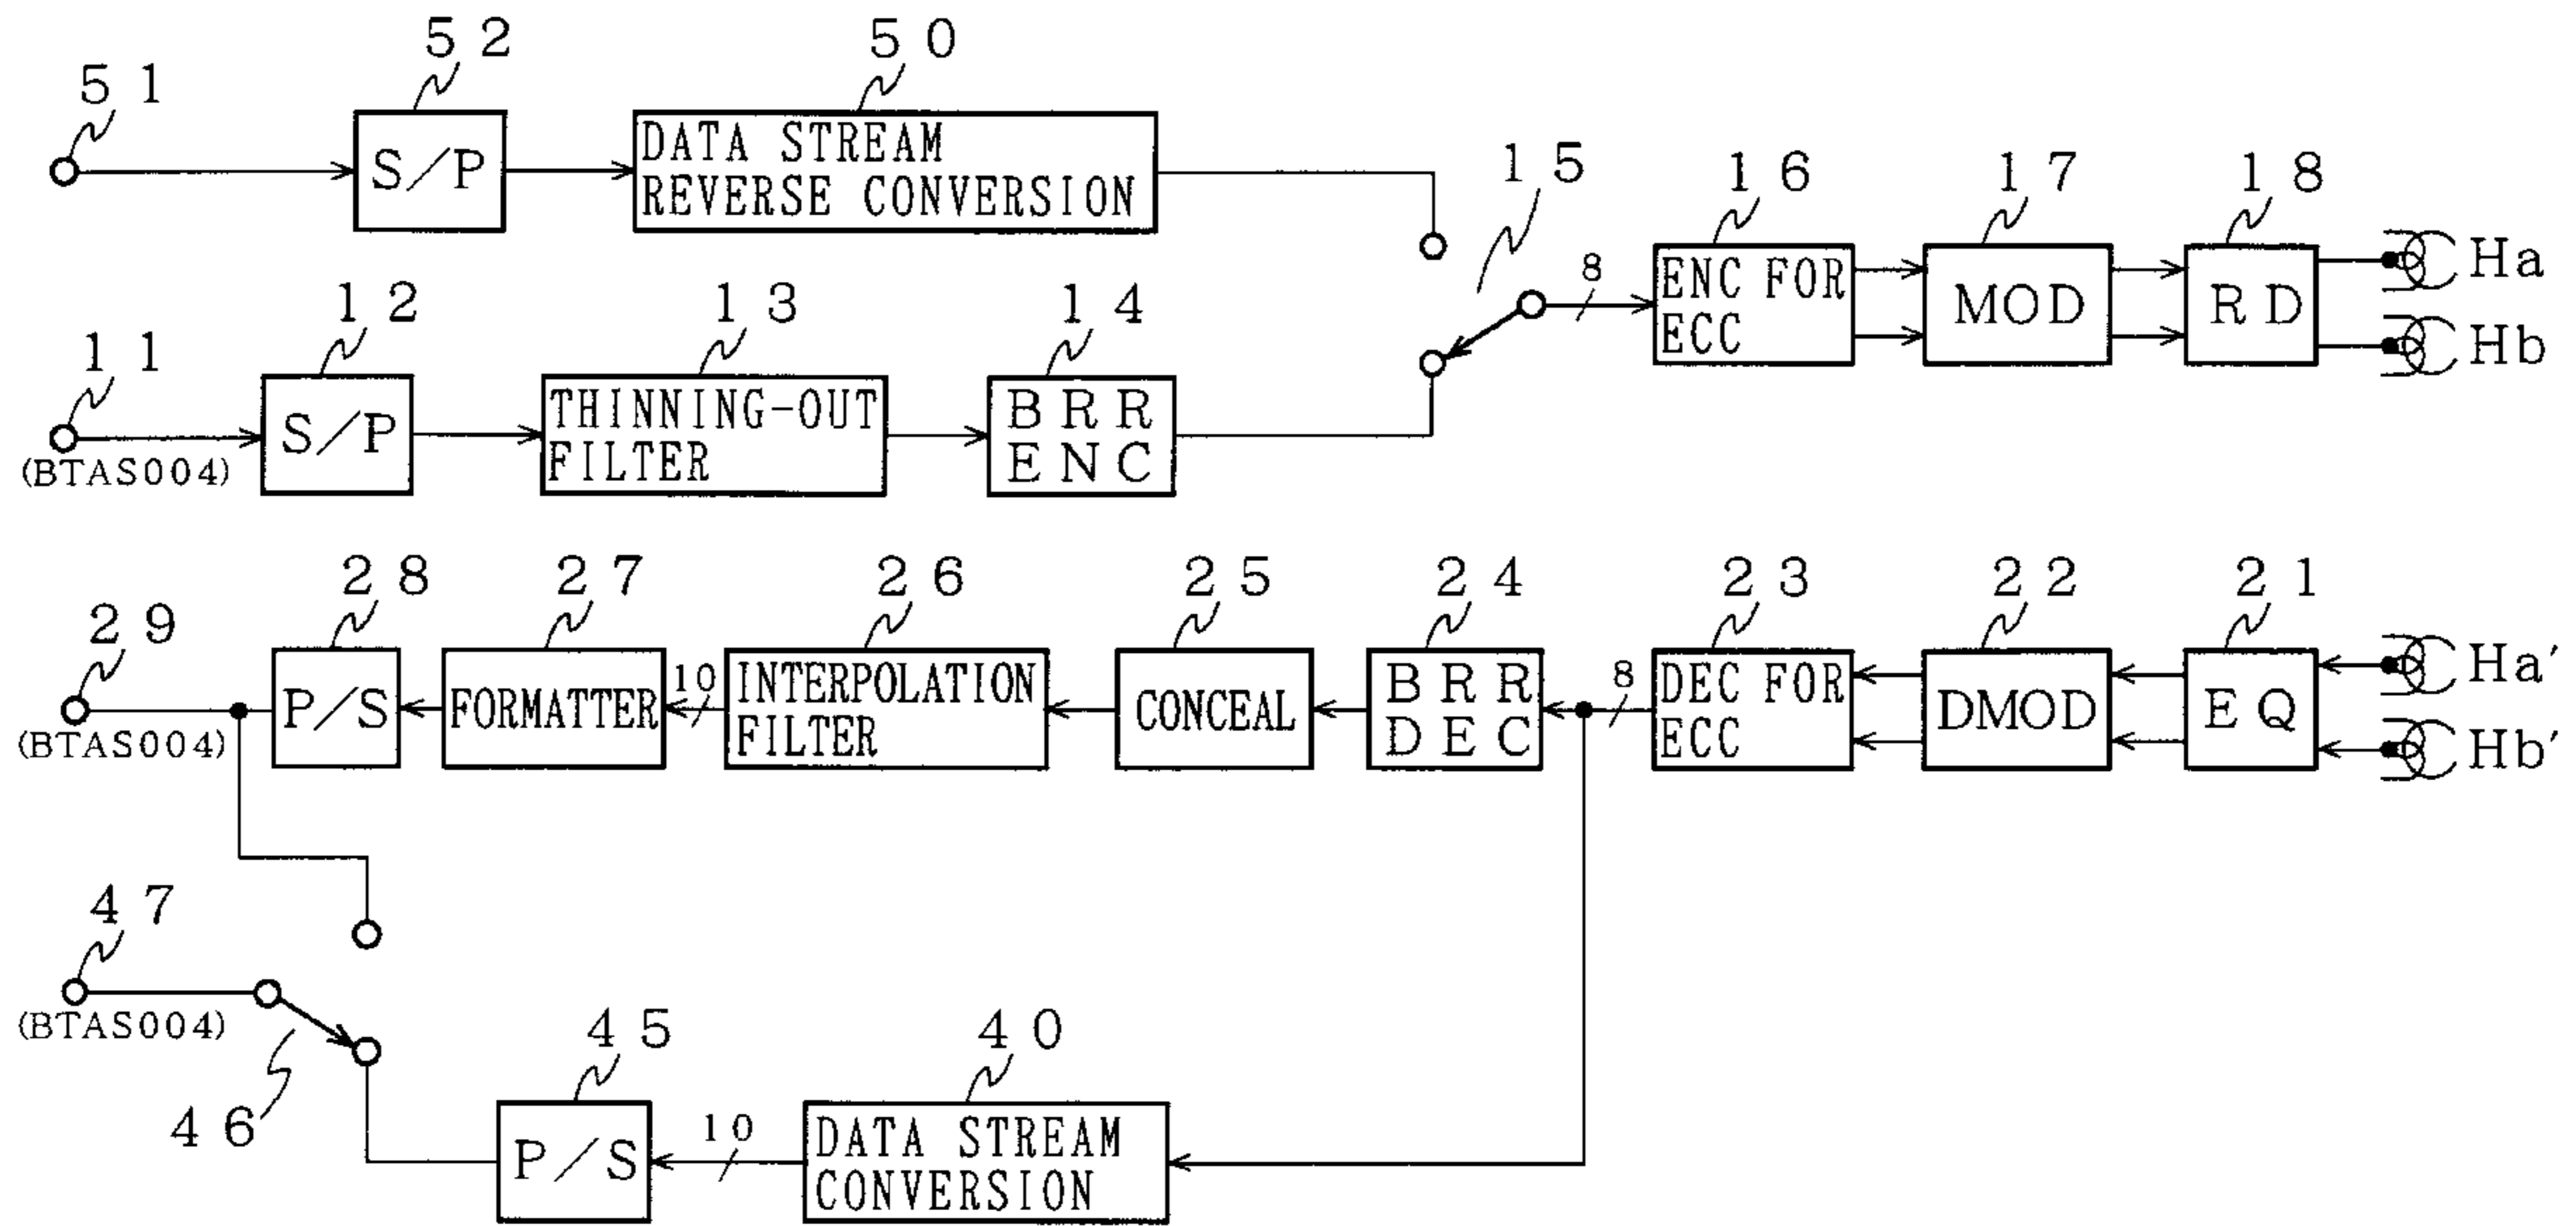 52
50
51
S/P
DATA STREAM
REVERSE CONVERSION
15
16
17
18
8
ENC FOR
ECC
MOD
RD
Ha
Hb
12
13
14
11
(BTAS004)
S/P
THINNING-OUT
FILTER
BRR
ENC
28
27
26
25
24
23
22
21
29
(BTAS004)
P/S
FORMATTER
10
INTERPOLATION
FILTER
CONCEAL
BRR
DEC
8
DEC FOR
ECC
DMOD
EQ
Ha'
Hb'
47
(BTAS004)
46
45
40
P/S
10
DATA STREAM
CONVERSION